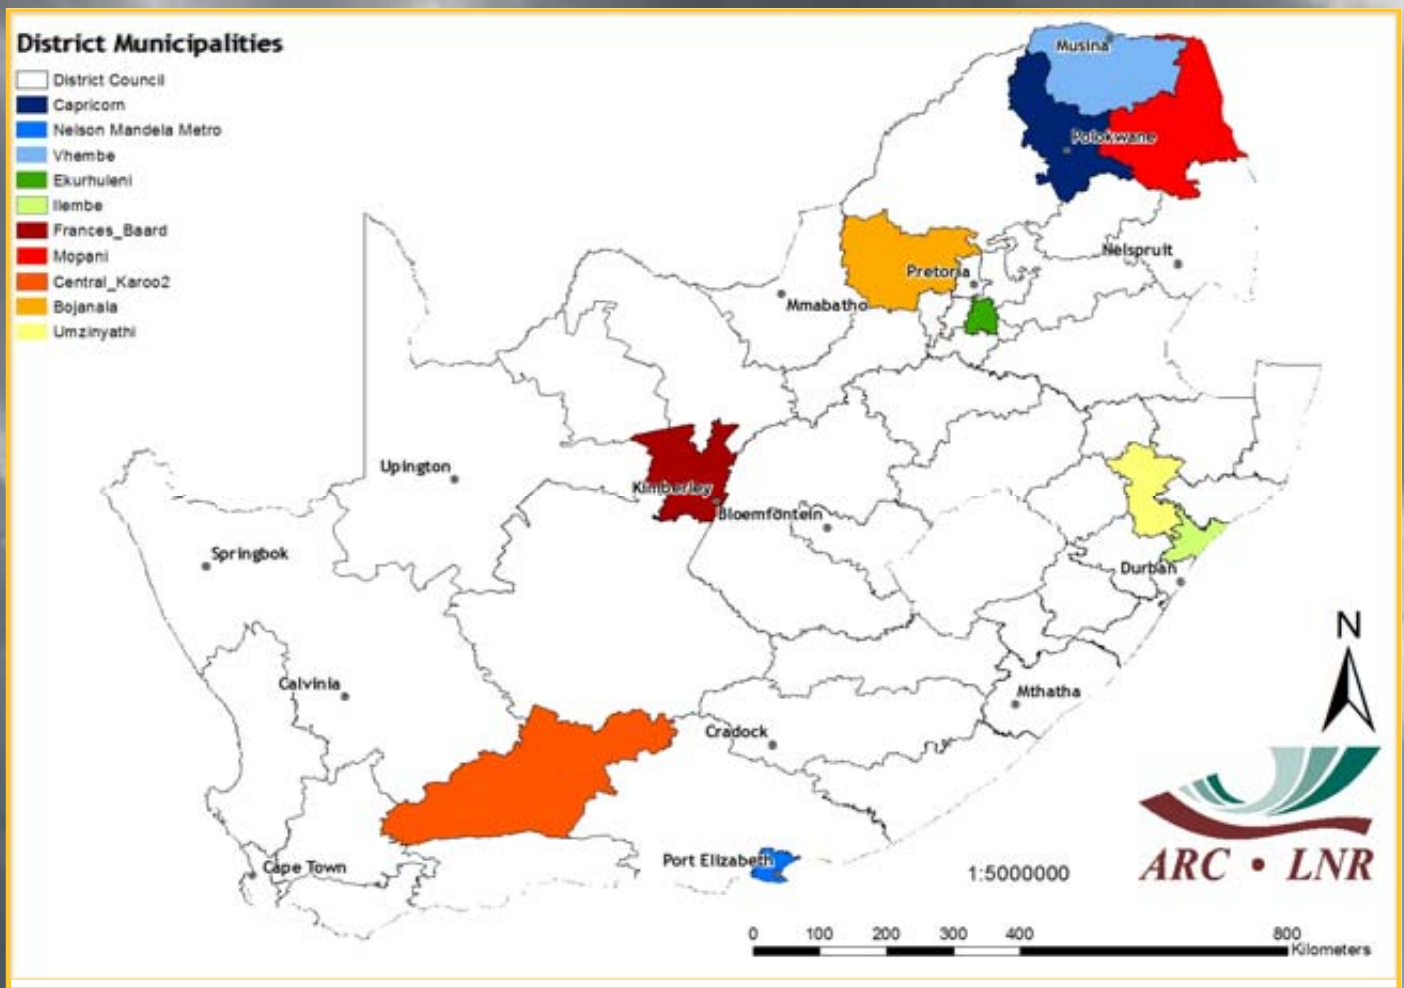 District Municipalities
District Council
Capricorn
Nelson Mandela Metro
Vhembe
Ekurhuleni
Ilembe
Frances_Baard
Mopani
Central_Karoo2
Bojanala
Umzinyathi
Musina
Polokwane
Nelspruit
Pretoria
Mmabatho
Upington
Kimberley
Bloemfontein
Springbok
Durban
Calvinia
Mthatha
Cradock
Port Elizabeth
Cape Town
N
1:5000000
ARC • LNR
0 100 200 300 400 800
Kilometers